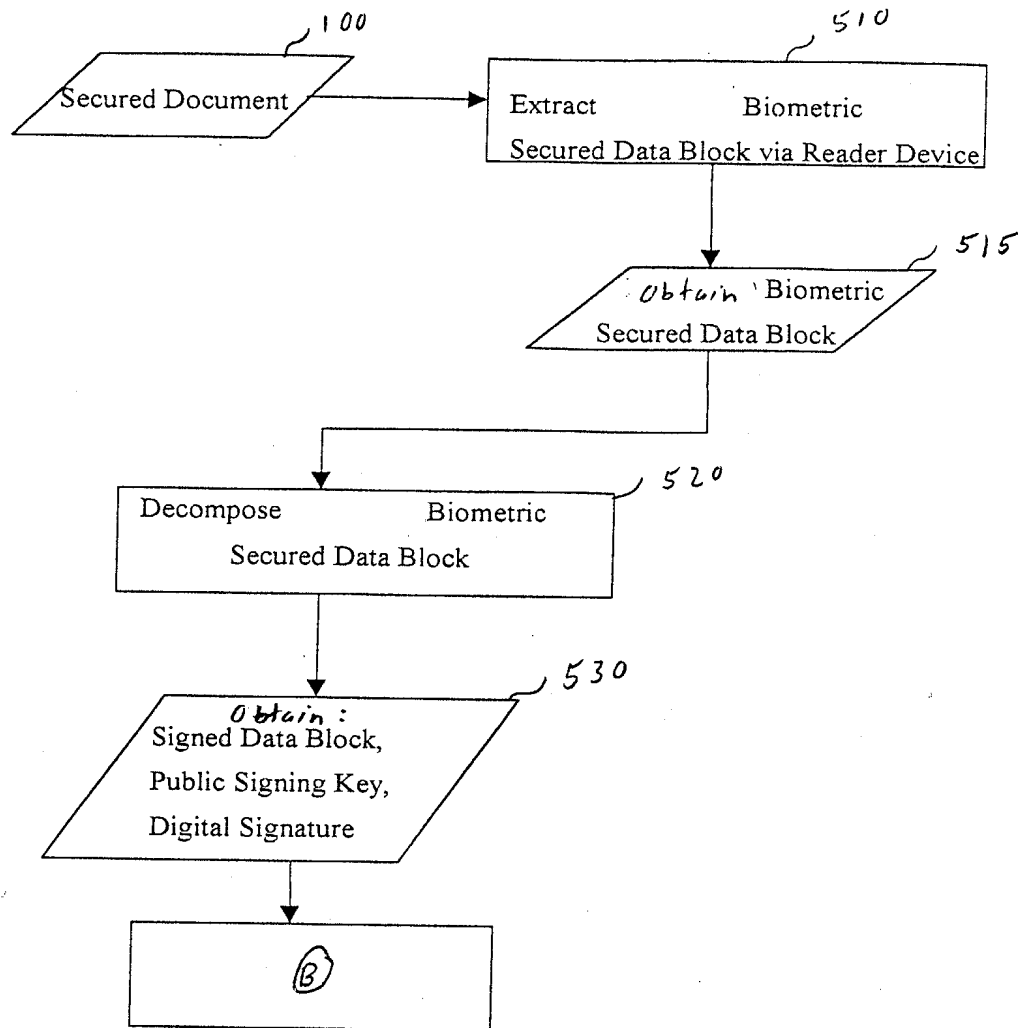 100
510
Secured Document
Extract Biometric
Secured Data Block via Reader Device
515
Obtain Biometric
Secured Data Block
520
Decompose Biometric
Secured Data Block
530
Obtain:
Signed Data Block,
Public Signing Key,
Digital Signature
B